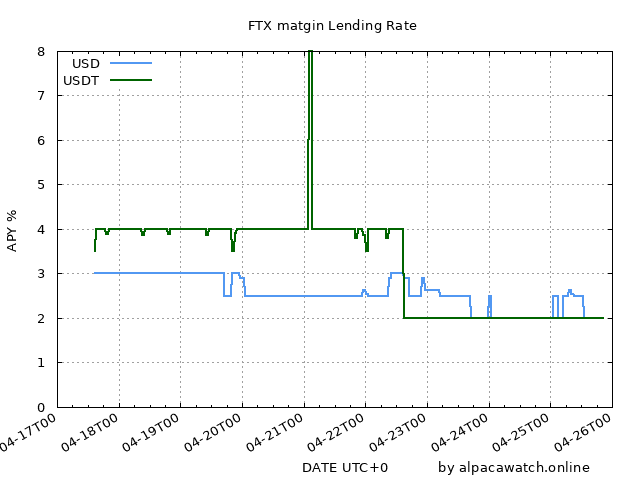 FTX matgin Lending Rate
USD
USDT
8
7
6
5
4
3
2
1
0
APY %
04-17T00
04-18T00
04-19T00
04-20T00
04-21T00
04-22T00
04-23T00
04-24T00
04-25T00
04-26T00
DATE UTC+0
by alpacawatch.online